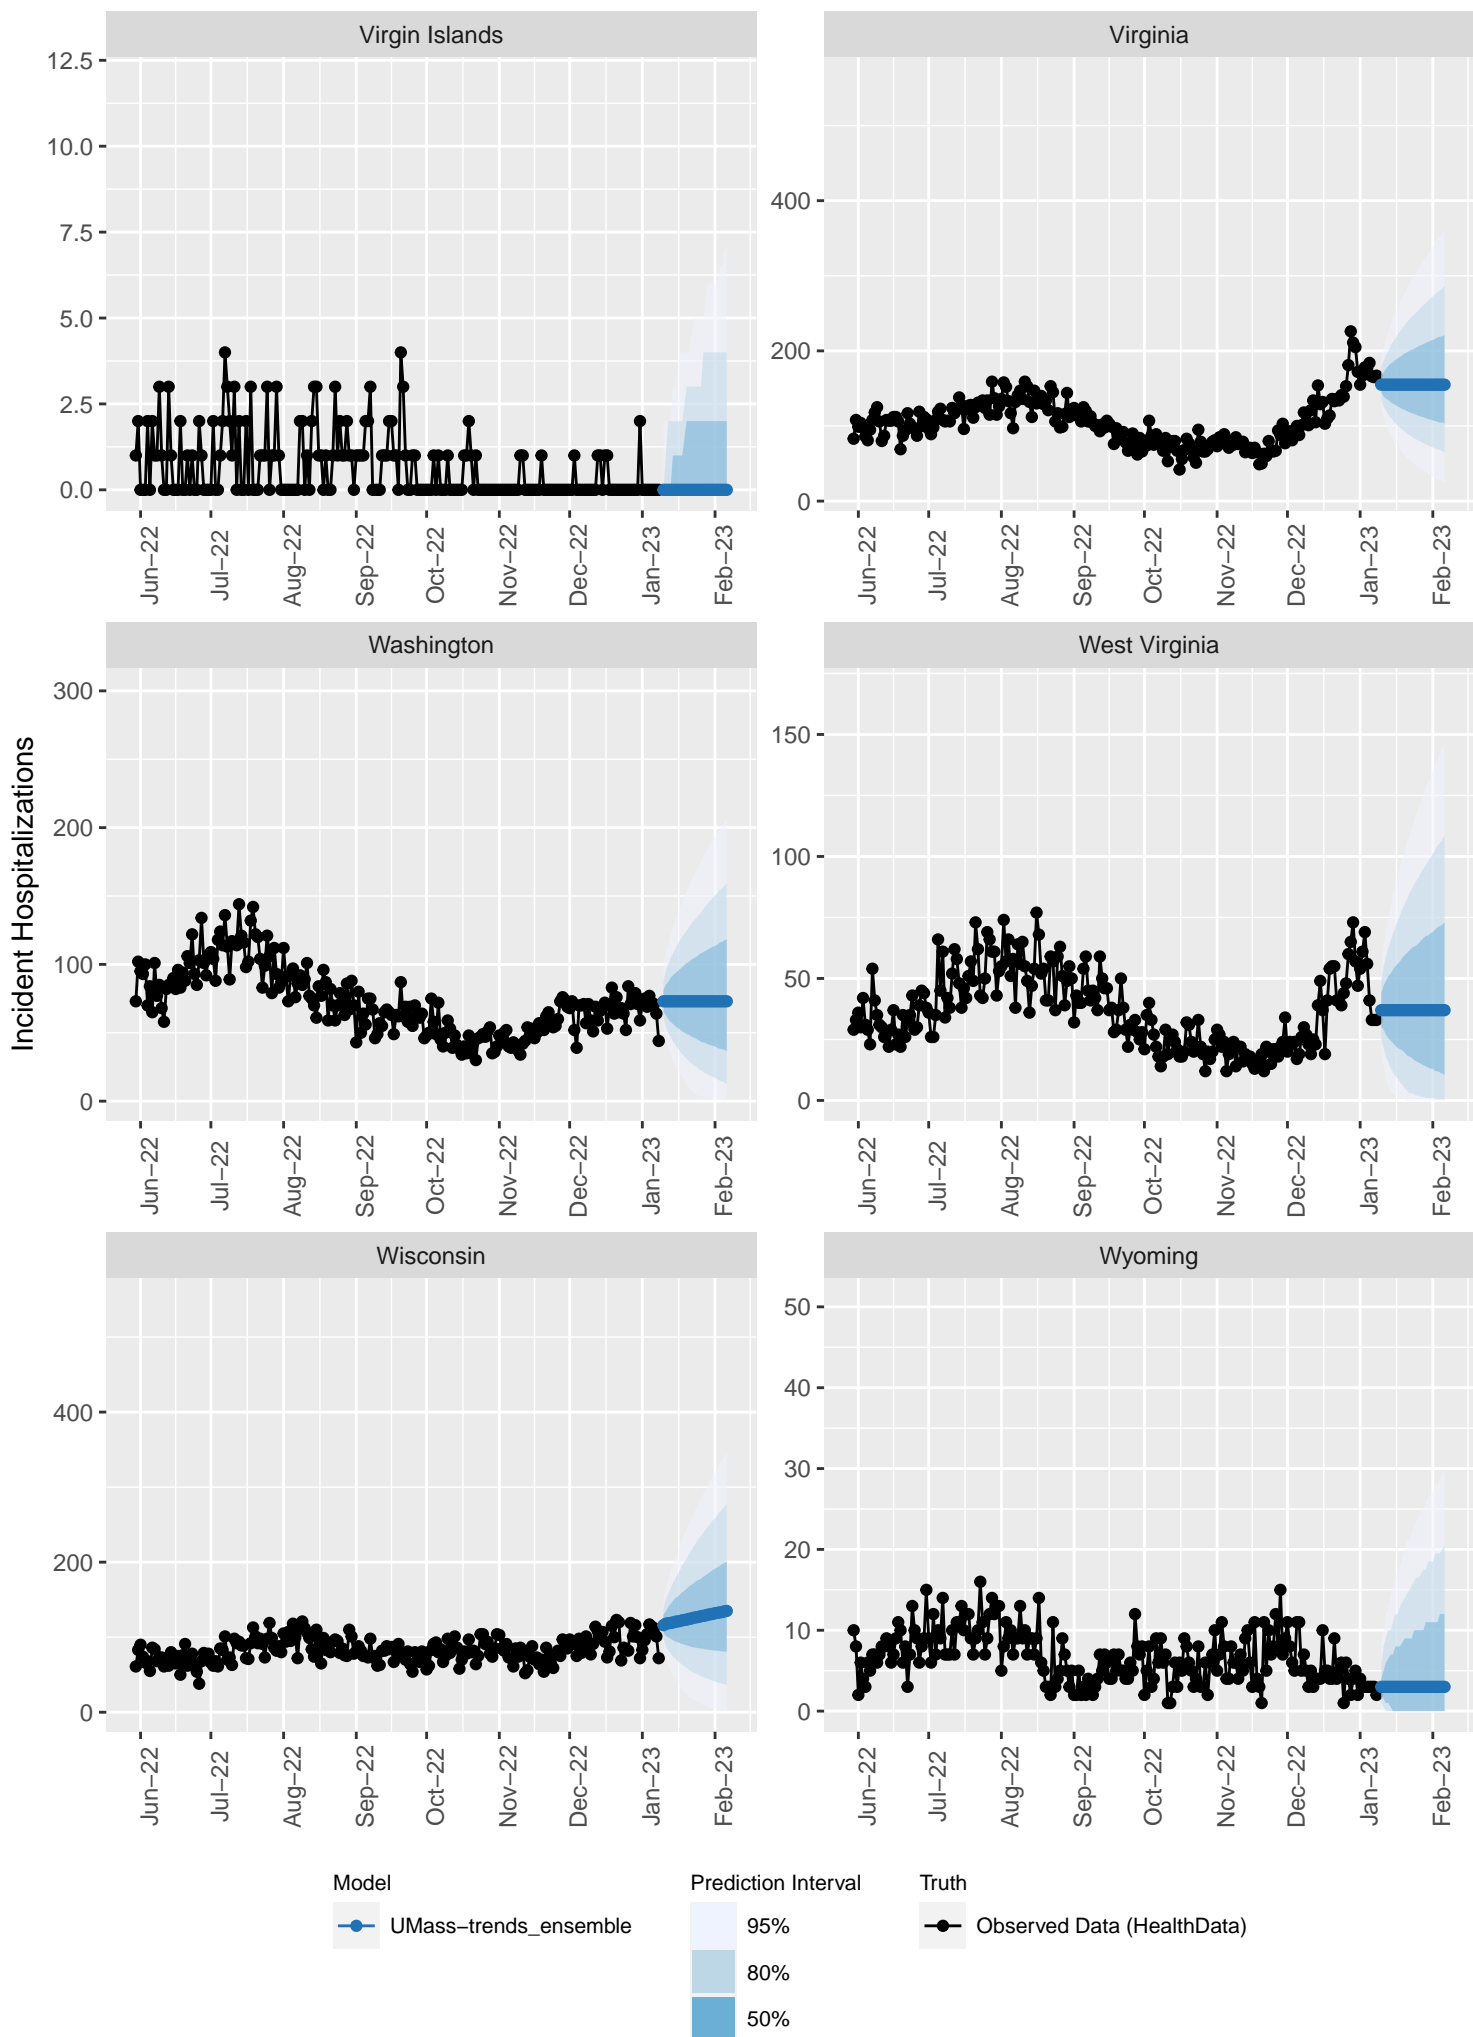 Virgin Islands
Virginia
12.5
10.0
7.5
5.0
2.5
0.0
400
200
0
Jun−22
Jul−22
Aug−22
Sep−22
Oct−22
Nov−22
Dec−22
Jan−23
Feb−23
Jun−22
Jul−22
Aug−22
Sep−22
Oct−22
Nov−22
Dec−22
Jan−23
Feb−23
Washington
West Virginia
Incident Hospitalizations
300
200
100
0
150
100
50
0
Jun−22
Jul−22
Aug−22
Sep−22
Oct−22
Nov−22
Dec−22
Jan−23
Feb−23
Jun−22
Jul−22
Aug−22
Sep−22
Oct−22
Nov−22
Dec−22
Jan−23
Feb−23
Wisconsin
Wyoming
400
200
0
50
40
30
20
10
0
Jun−22
Jul−22
Aug−22
Sep−22
Oct−22
Nov−22
Dec−22
Jan−23
Feb−23
Jun−22
Jul−22
Aug−22
Sep−22
Oct−22
Nov−22
Dec−22
Jan−23
Feb−23
Model
UMass−trends_ensemble
Prediction Interval
95%
80%
50%
Truth
Observed Data (HealthData)